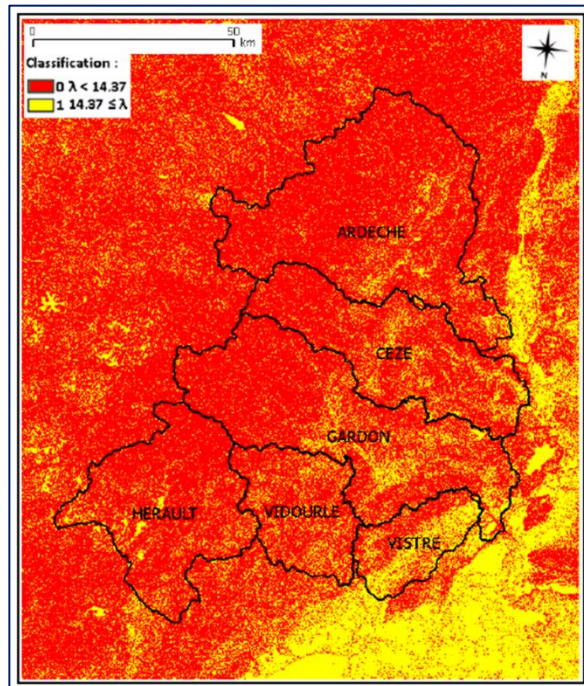 0 50
km
Classification :
0 λ < 14.37
1 14.37 ≤ λ
N
ARDECHE
CEZE
GARDON
HERAULT VIDOURLE
VISTRE